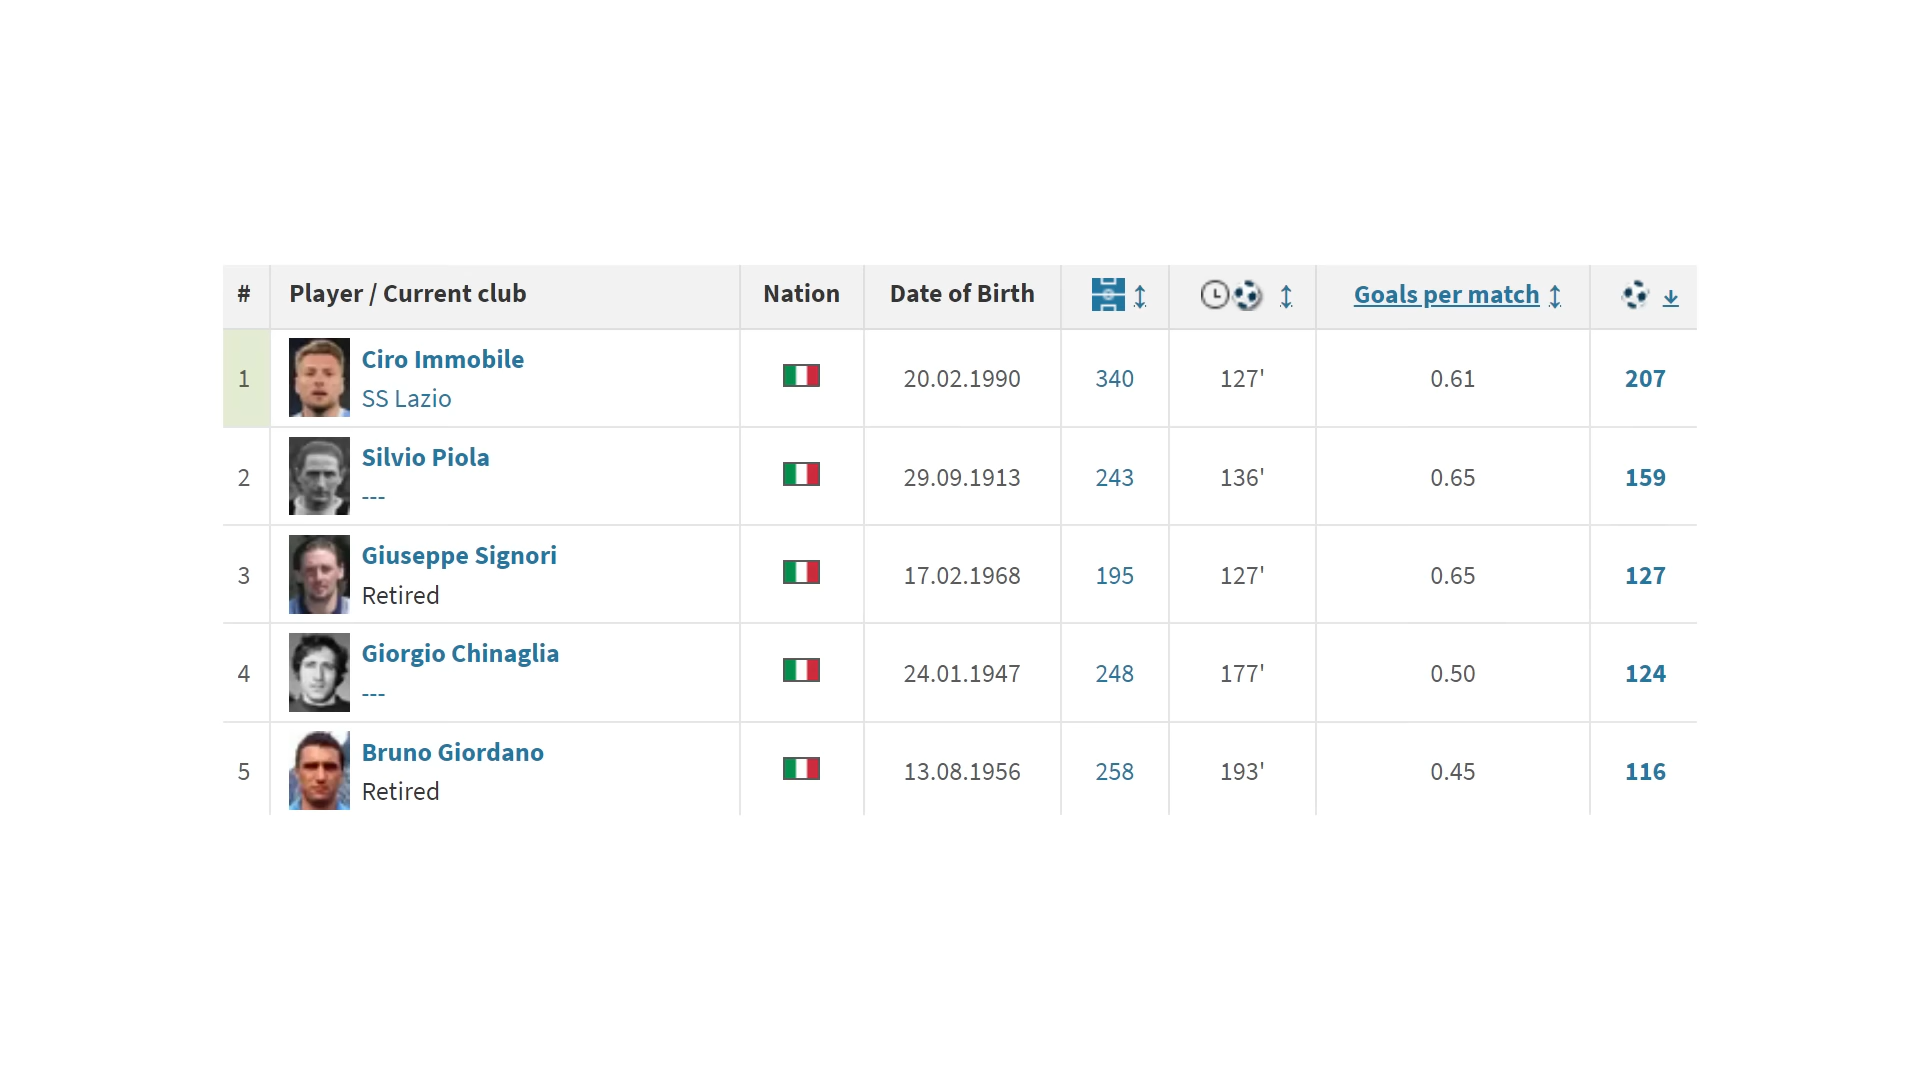 # Player / Current club Nation Date of Birth Goals per match
1 Ciro Immobile 20.02.1990 340 127' 0.61 207
SS Lazio
2 Silvio Piola 29.09.1913 243 136' 0.65 159
---
3 Giuseppe Signori 17.02.1968 195 127' 0.65 127
Retired
4 Giorgio Chinaglia 24.01.1947 248 177' 0.50 124
---
5 Bruno Giordano 13.08.1956 258 193' 0.45 116
Retired